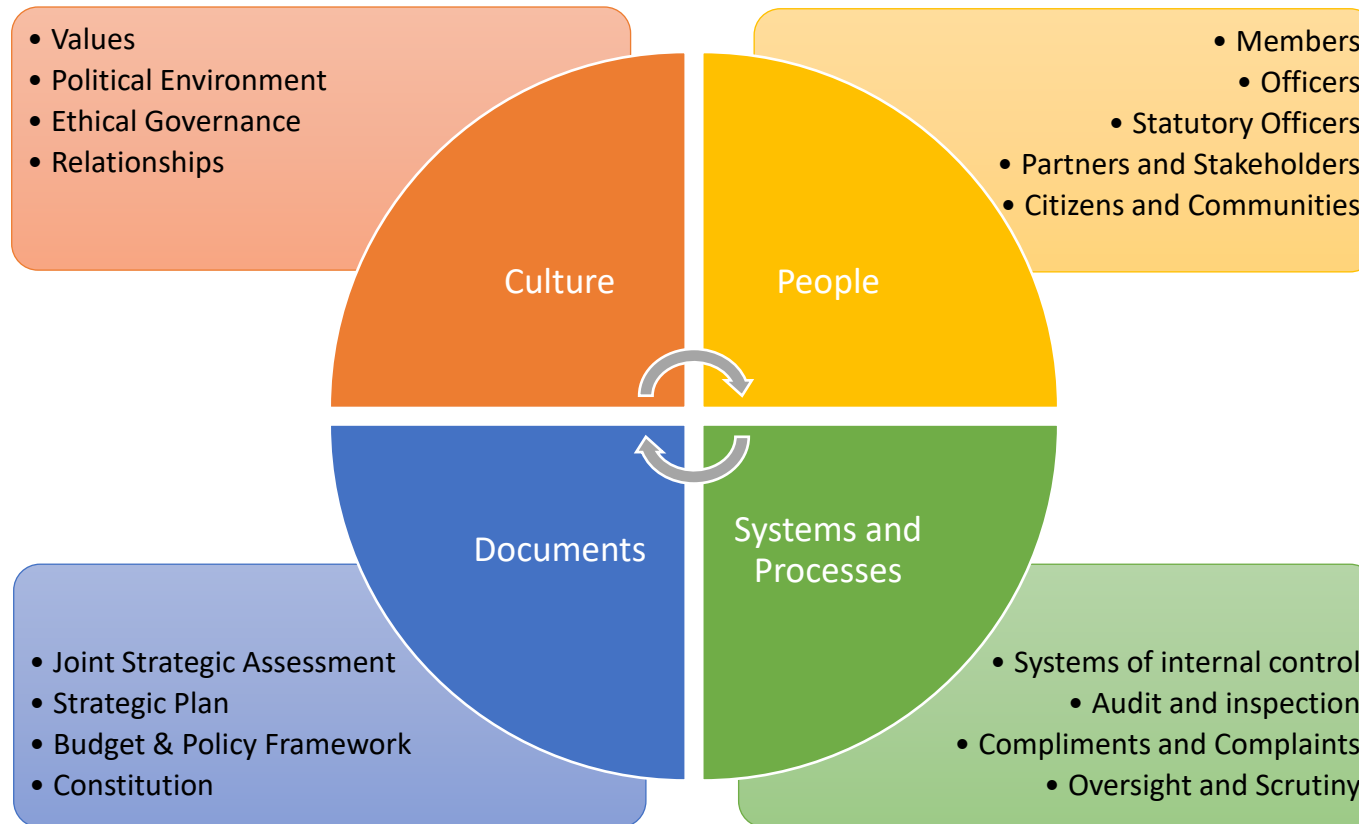 • Values
• Political Environment
• Ethical Governance
• Relationships
• Members
• Officers
• Statutory Officers
• Partners and Stakeholders
• Citizens and Communities
Culture
People
Documents
Systems and
Processes
• Joint Strategic Assessment
• Strategic Plan
• Budget & Policy Framework
• Constitution
• Systems of internal control
• Audit and inspection
• Compliments and Complaints
• Oversight and Scrutiny